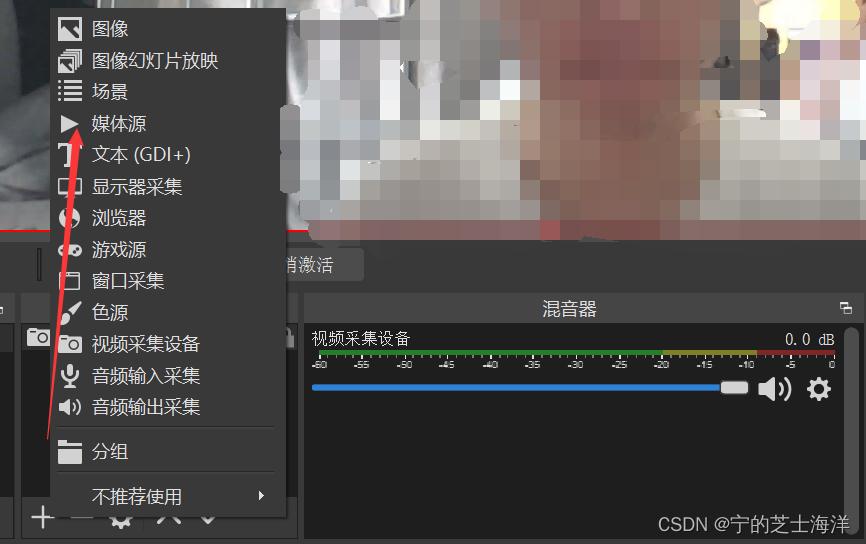 图像
图像幻灯片放映
场景
媒体源
文本 (GDI+)
显示器采集
浏览器
游戏源
窗口采集
色源
视频采集设备
音频输入采集
音频输出采集
分组
不推荐使用
消激活
混音器
视频采集设备 0.0 dB
-60 -55 -50 -45 -40 -35 -30 -25 -20 -15 -10 -5 0
CSDN @宁的芝士海洋